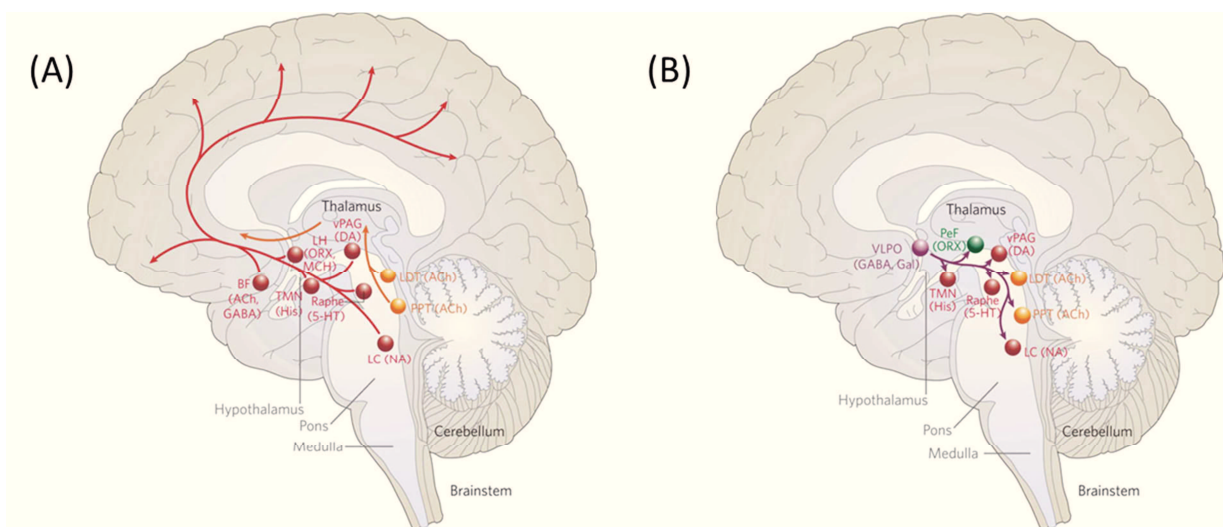 (A)
Thalamus
vPAG
(DA)
LH
(ORX,
MCH)
BF
(ACh,
GABA)
TMN
(His)
Raphe
(5-HT)
LDT (ACh)
PPT (ACh)
LC (NA)
Hypothalamus
Pons
Medulla
Cerebellum
Brainstem
(B)
Thalamus
VLPO
(GABA, Gal)
PeF
(ORX)
vPAG
(DA)
TMN
(His)
Raphe
(5-HT)
LDT (ACh)
PPT (ACh)
LC (NA)
Hypothalamus
Pons
Medulla
Cerebellum
Brainstem